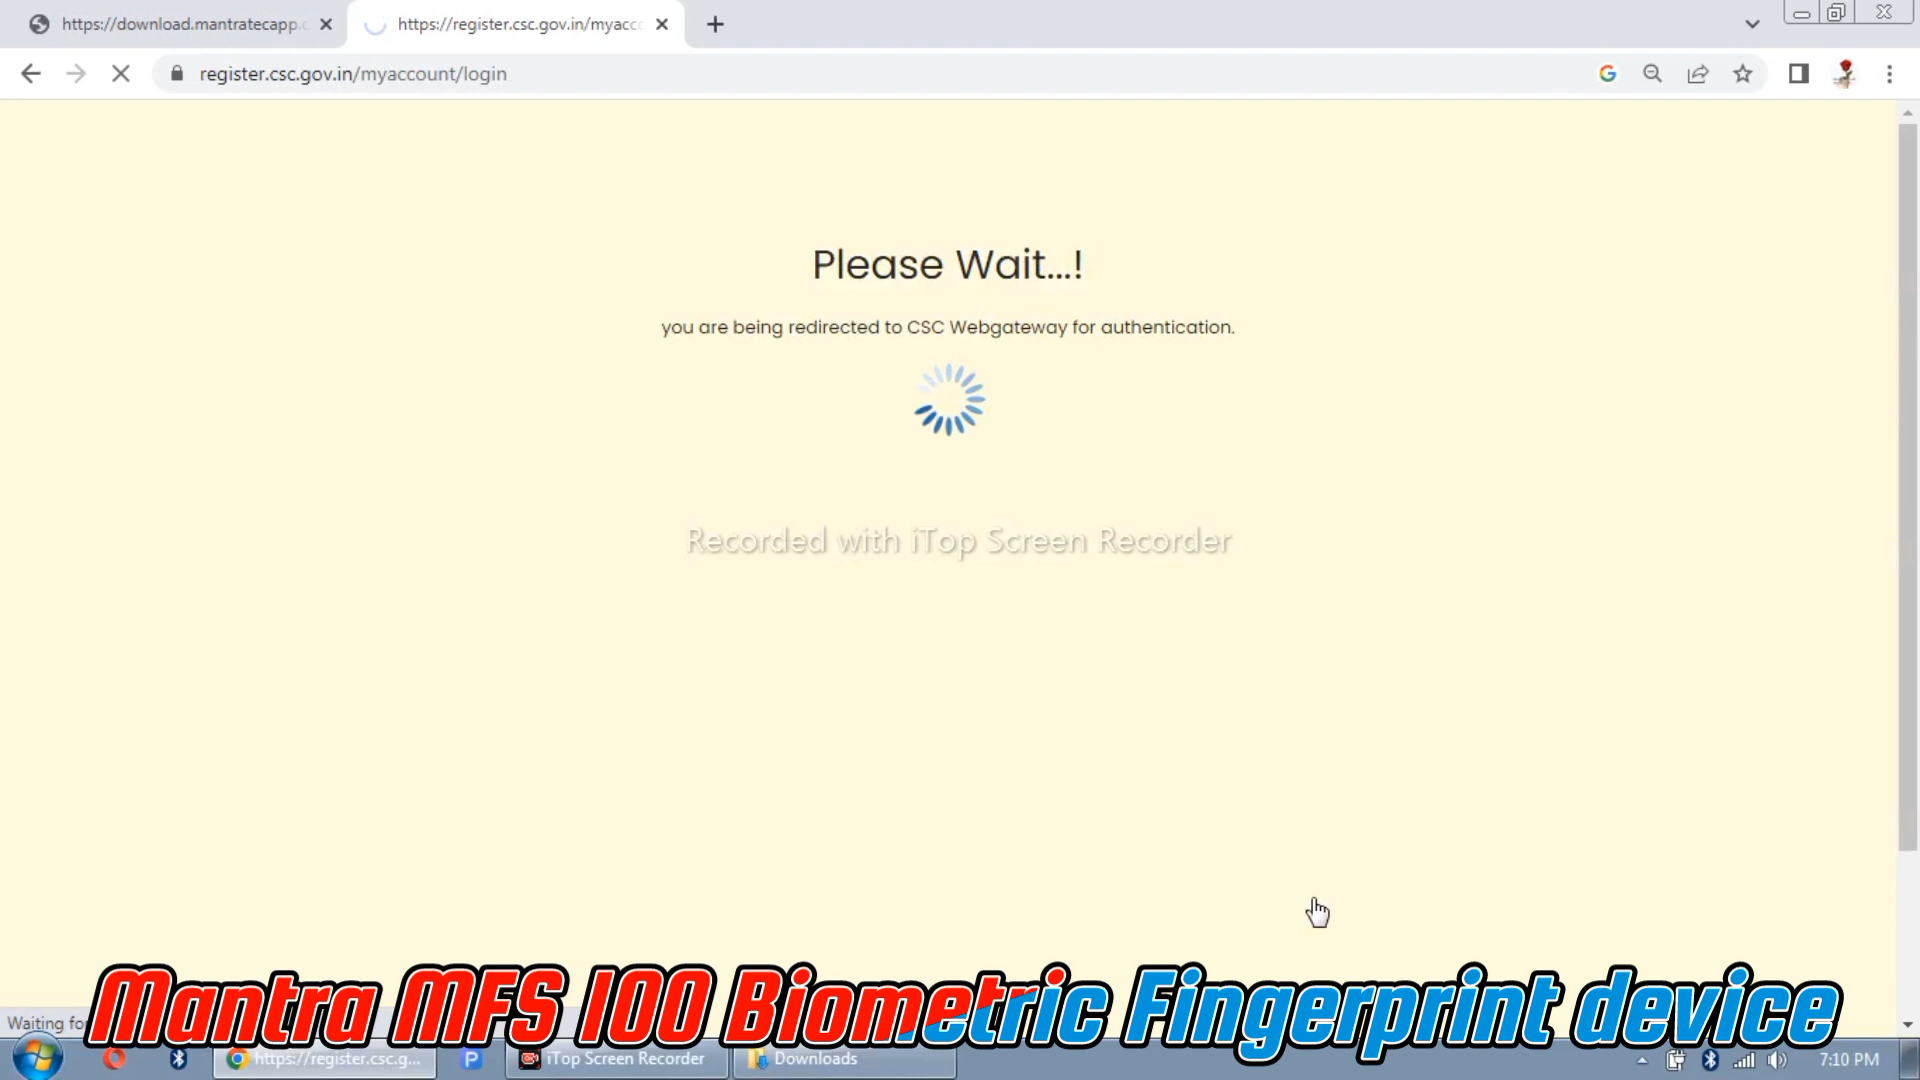 https://download.mantratecapp.
https://register.csc.gov.in/myacc
register.csc.gov.in/myaccount/login
Please Wait...!
you are being redirected to CSC Webgateway for authentication.
Recorded with iTop Screen Recorder
Mantra MFS 100 Biometric Fingerprint device
Waiting for
https://register.csc.g...
iTop Screen Recorder
Downloads
7:10 PM